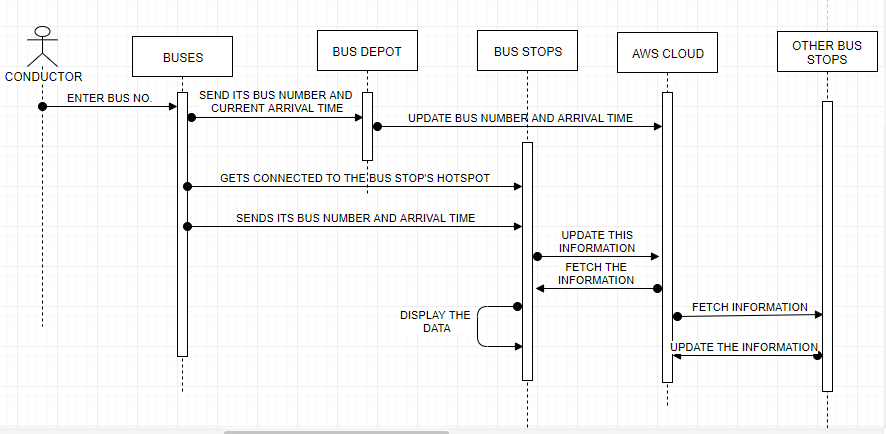 CONDUCTOR
BUSES
BUS DEPOT
BUS STOPS
AWS CLOUD
OTHER BUS
STOPS
ENTER BUS NO.
SEND ITS BUS NUMBER AND
CURRENT ARRIVAL TIME
UPDATE BUS NUMBER AND ARRIVAL TIME
GETS CONNECTED TO THE BUS STOP'S HOTSPOT
SENDS ITS BUS NUMBER AND ARRIVAL TIME
UPDATE THIS
INFORMATION
FETCH THE
INFORMATION
DISPLAY THE
DATA
FETCH INFORMATION
UPDATE THE INFORMATION